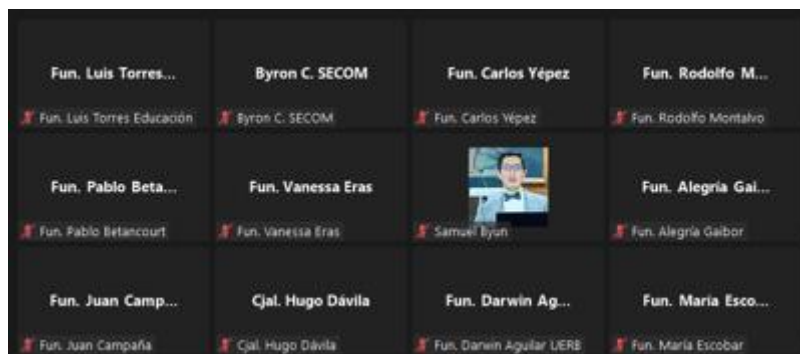 Fun. Luis Torres... Byron C. SECOM Fun. Carlos Yépez Fun. Rodolfo M...
Fun. Luis Torres Educación Byron C. SECOM Fun. Carlos Yépez Fun. Rodolfo Montalvo
Fun. Pablo Beta... Fun. Vanessa Eras Fun. Alegría Gai...
Fun. Pablo Betancourt Fun. Vanessa Eras Samuel Byun Fun. Alegría Gaibor
Fun. Juan Camp... Cjal. Hugo Dávila Fun. Darwin Ag... Fun. María Esco...
Fun. Juan Campaña Cjal. Hugo Dávila Fun. Darwin Aguilar UERB Fun. María Escobar